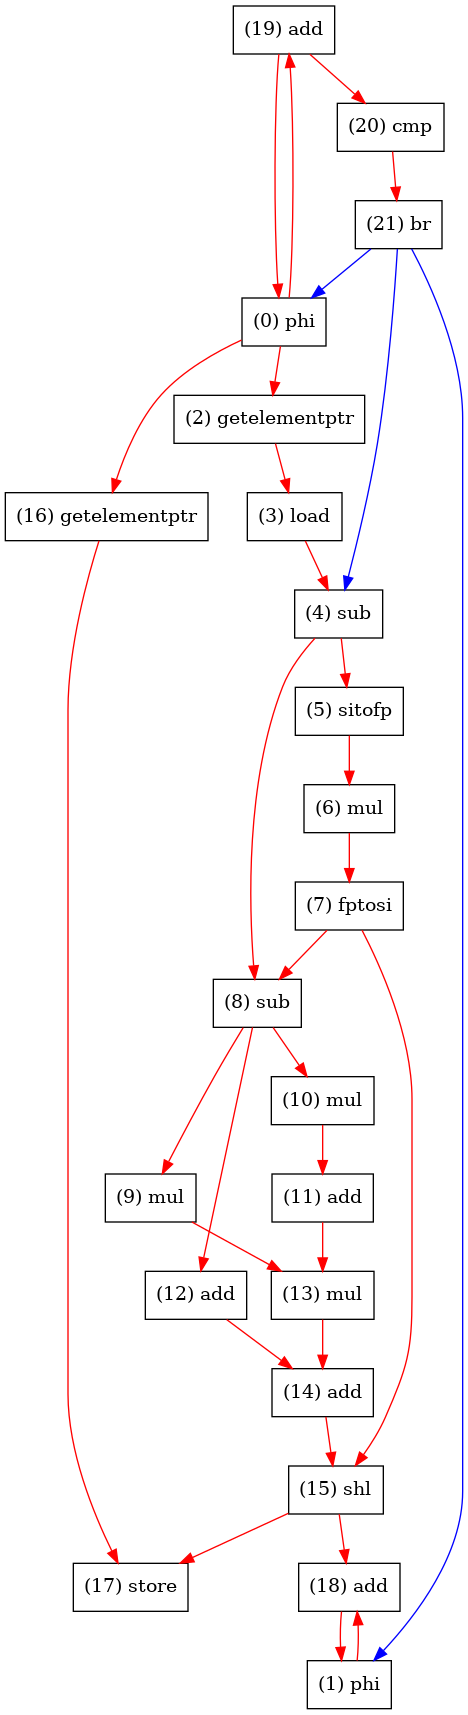 (19) add
(20) cmp
(21) br
(0) phi
(2) getelementptr
(16) getelementptr
(3) load
(4) sub
(5) sitofp
(6) mul
(7) fptosi
(8) sub
(10) mul
(9) mul
(11) add
(12) add
(13) mul
(14) add
(15) shl
(17) store
(18) add
(1) phi